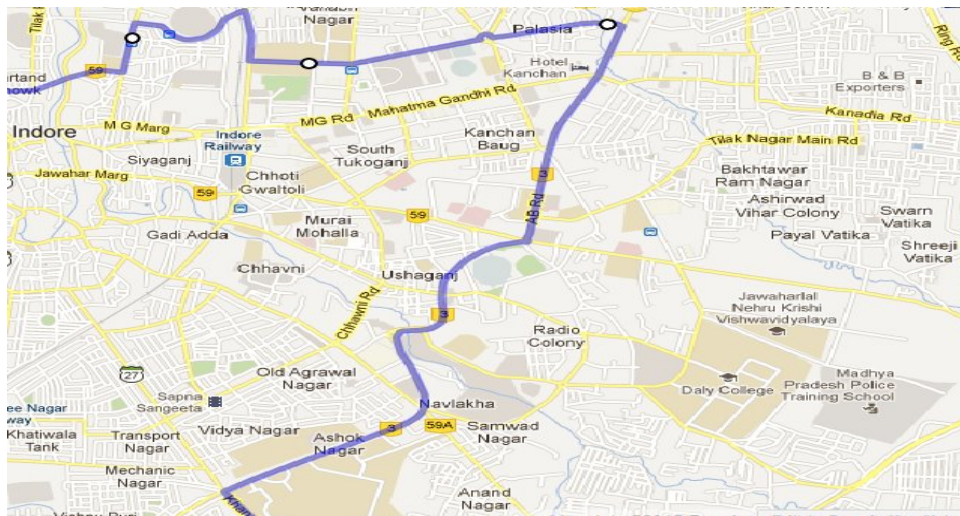 Nagar
Palasia
Tilak
59
Hotel
Kanchan
B & B
Exporters
Ring
Kanadia Rd
Mahatma Gandhi Rd
MG Rd
M G Marg
Indore
Indore
Railway
Kanchan
Baug
Tilak Nagar Main Rd
Siyaganj
South
Tukoganj
Jawahar Marg
Chhoti
Gwaltoli
59
3
Bakhtawar
Ram Nagar
Ashirwad
Vihar Colony
Swarn
Vatika
AB Rd
59
Murai
Mohalla
Gadi Adda
Payal Vatika
Shreeji
Vatika
Chhavni
Ushaganj
Chhawni Rd
3
Jawaharlal
Nehru Krishi
Vishwavidyalaya
Radio
Colony
27
Old Agrawal
Nagar
Daly College
Madhya
Pradesh Police
Training School
Sapna
Sangeeta
Navlakha
Nagar
Khatiwala
Tank
Transport
Nagar
Vidya Nagar
Ashok
Nagar
3
59A
Samwad
Nagar
Mechanic
Nagar
Anand
Nagar